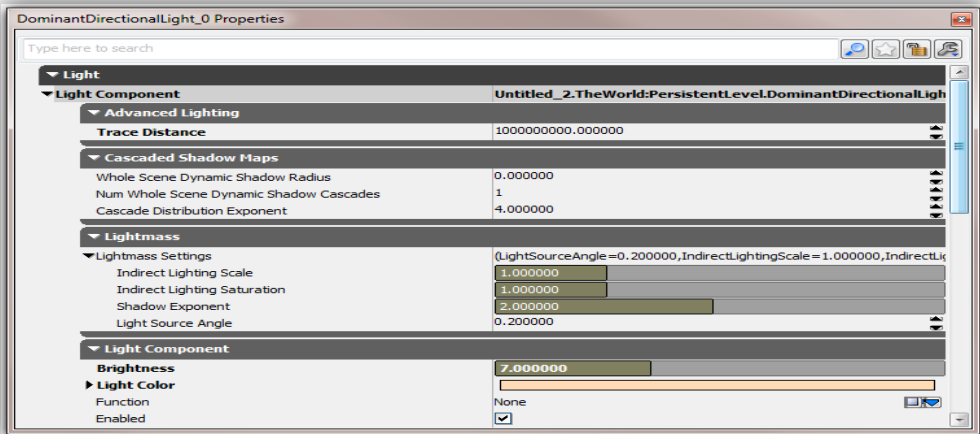 DominantDirectionalLight_0 Properties
Type here to search
Light
Light Component Untitled_2.TheWorld:PersistentLevel.DominantDirectionalLigh
Advanced Lighting
Trace Distance 1000000000.000000
Cascaded Shadow Maps
Whole Scene Dynamic Shadow Radius 0.000000
Num Whole Scene Dynamic Shadow Cascades 1
Cascade Distribution Exponent 4.000000
Lightmass
Lightmass Settings (LightSourceAngle=0.200000,IndirectLightingScale=1.000000,IndirectLig
Indirect Lighting Scale 1.000000
Indirect Lighting Saturation 1.000000
Shadow Exponent 2.000000
Light Source Angle 0.200000
Light Component
Brightness 7.000000
Light Color
Function None
Enabled